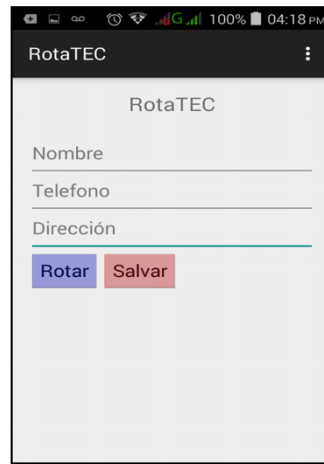 G 100% 04:18 PM
RotaTEC
RotaTEC
Nombre
Telefono
Dirección
Rotar Salvar